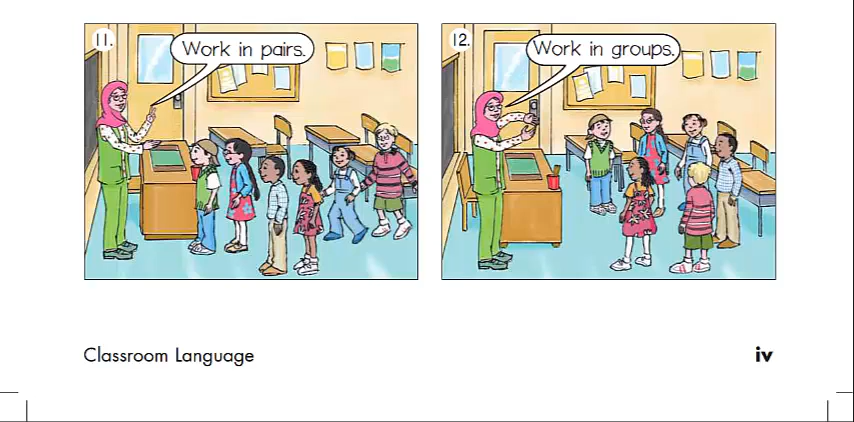 11.
Work in pairs.
12.
Work in groups.
Classroom Language
iv